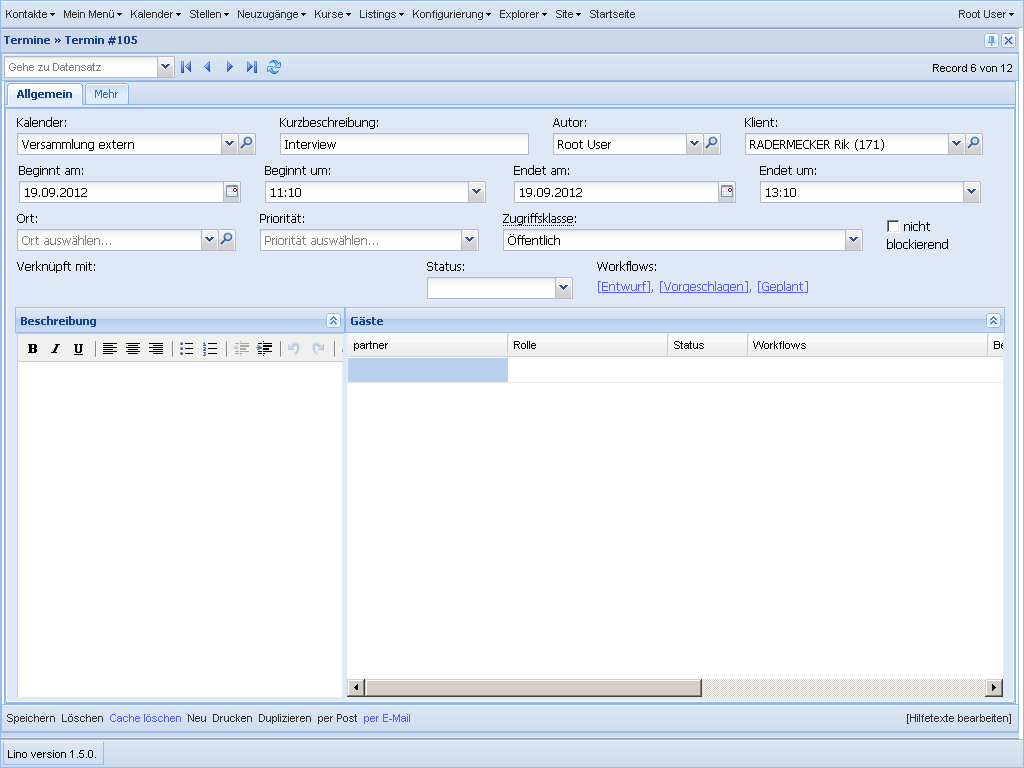 Kontakte Mein Menü Kalender Stellen Neuzugänge Kurse Listings Konfigurierung Explorer Site Startseite Root User
Termine » Termin #105
Gehe zu Datensatz Record 6 von 12
Allgemein Mehr
Kalender: Kurzbeschreibung: Autor: Klient:
Versammlung extern Interview Root User RADERMECKER Rik (171)
Beginnt am: Beginnt um: Endet am: Endet um:
19.09.2012 11:10 19.09.2012 13:10
Ort: Priorität: Zugriffsklasse: nicht
Ort auswählen... Priorität auswählen... Öffentlich blockierend
Verknüpft mit: Status: Workflows:
[Entwurf], [Vorgeschlagen], [Geplant]
Beschreibung Gäste
B I U partner Rolle Status Workflows Be
Speichern Löschen Cache löschen Neu Drucken Duplizieren per Post per E-Mail [Hilfetexte bearbeiten]
Lino version 1.5.0.